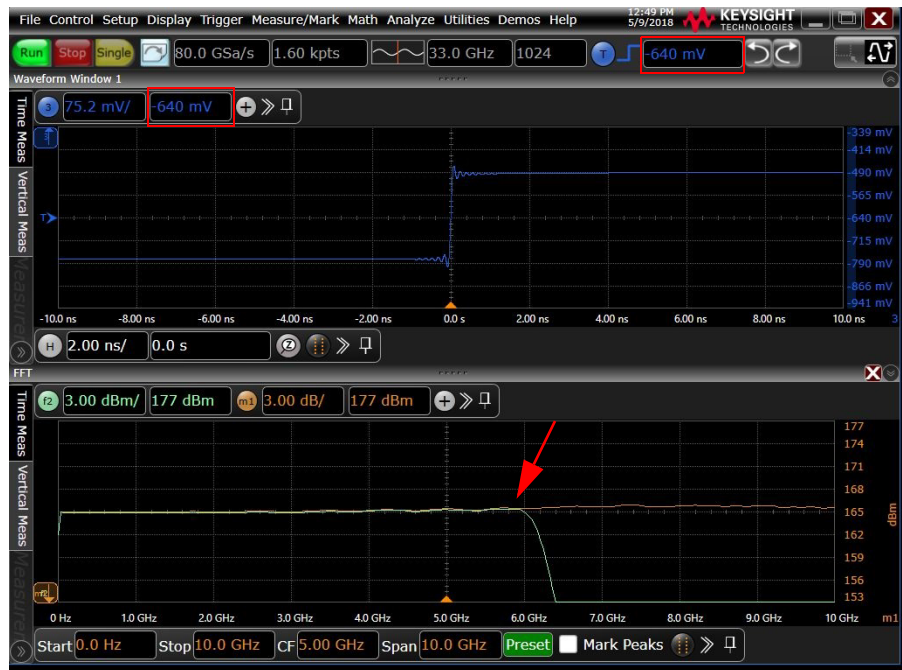 File Control Setup Display Trigger Measure/Mark Math Analyze Utilities Demos Help
12:49 PM
5/9/2018
KEYSIGHT
TECHNOLOGIES
X
Run Stop Single 80.0 GSa/s 1.60 kpts 33.0 GHz 1024 T -640 mV
Waveform Window 1
Time Meas
Vertical Meas
3 75.2 mV/ -640 mV +
-339 mV
-414 mV
-490 mV
-565 mV
T -640 mV
-715 mV
-790 mV
-866 mV
-941 mV
-10.0 ns -8.00 ns -6.00 ns -4.00 ns -2.00 ns 0.0 s 2.00 ns 4.00 ns 6.00 ns 8.00 ns 10.0 ns 3
H 2.00 ns/ 0.0 s Z
FFT X
Time Meas
Vertical Meas
f2 3.00 dBm/ 177 dBm m1 3.00 dB/ 177 dBm +
177
174
171
168
165
162
159
156
153
dBm
0 Hz 1.0 GHz 2.0 GHz 3.0 GHz 4.0 GHz 5.0 GHz 6.0 GHz 7.0 GHz 8.0 GHz 9.0 GHz 10 GHz m1
Start 0.0 Hz Stop 10.0 GHz CF 5.00 GHz Span 10.0 GHz Preset Mark Peaks